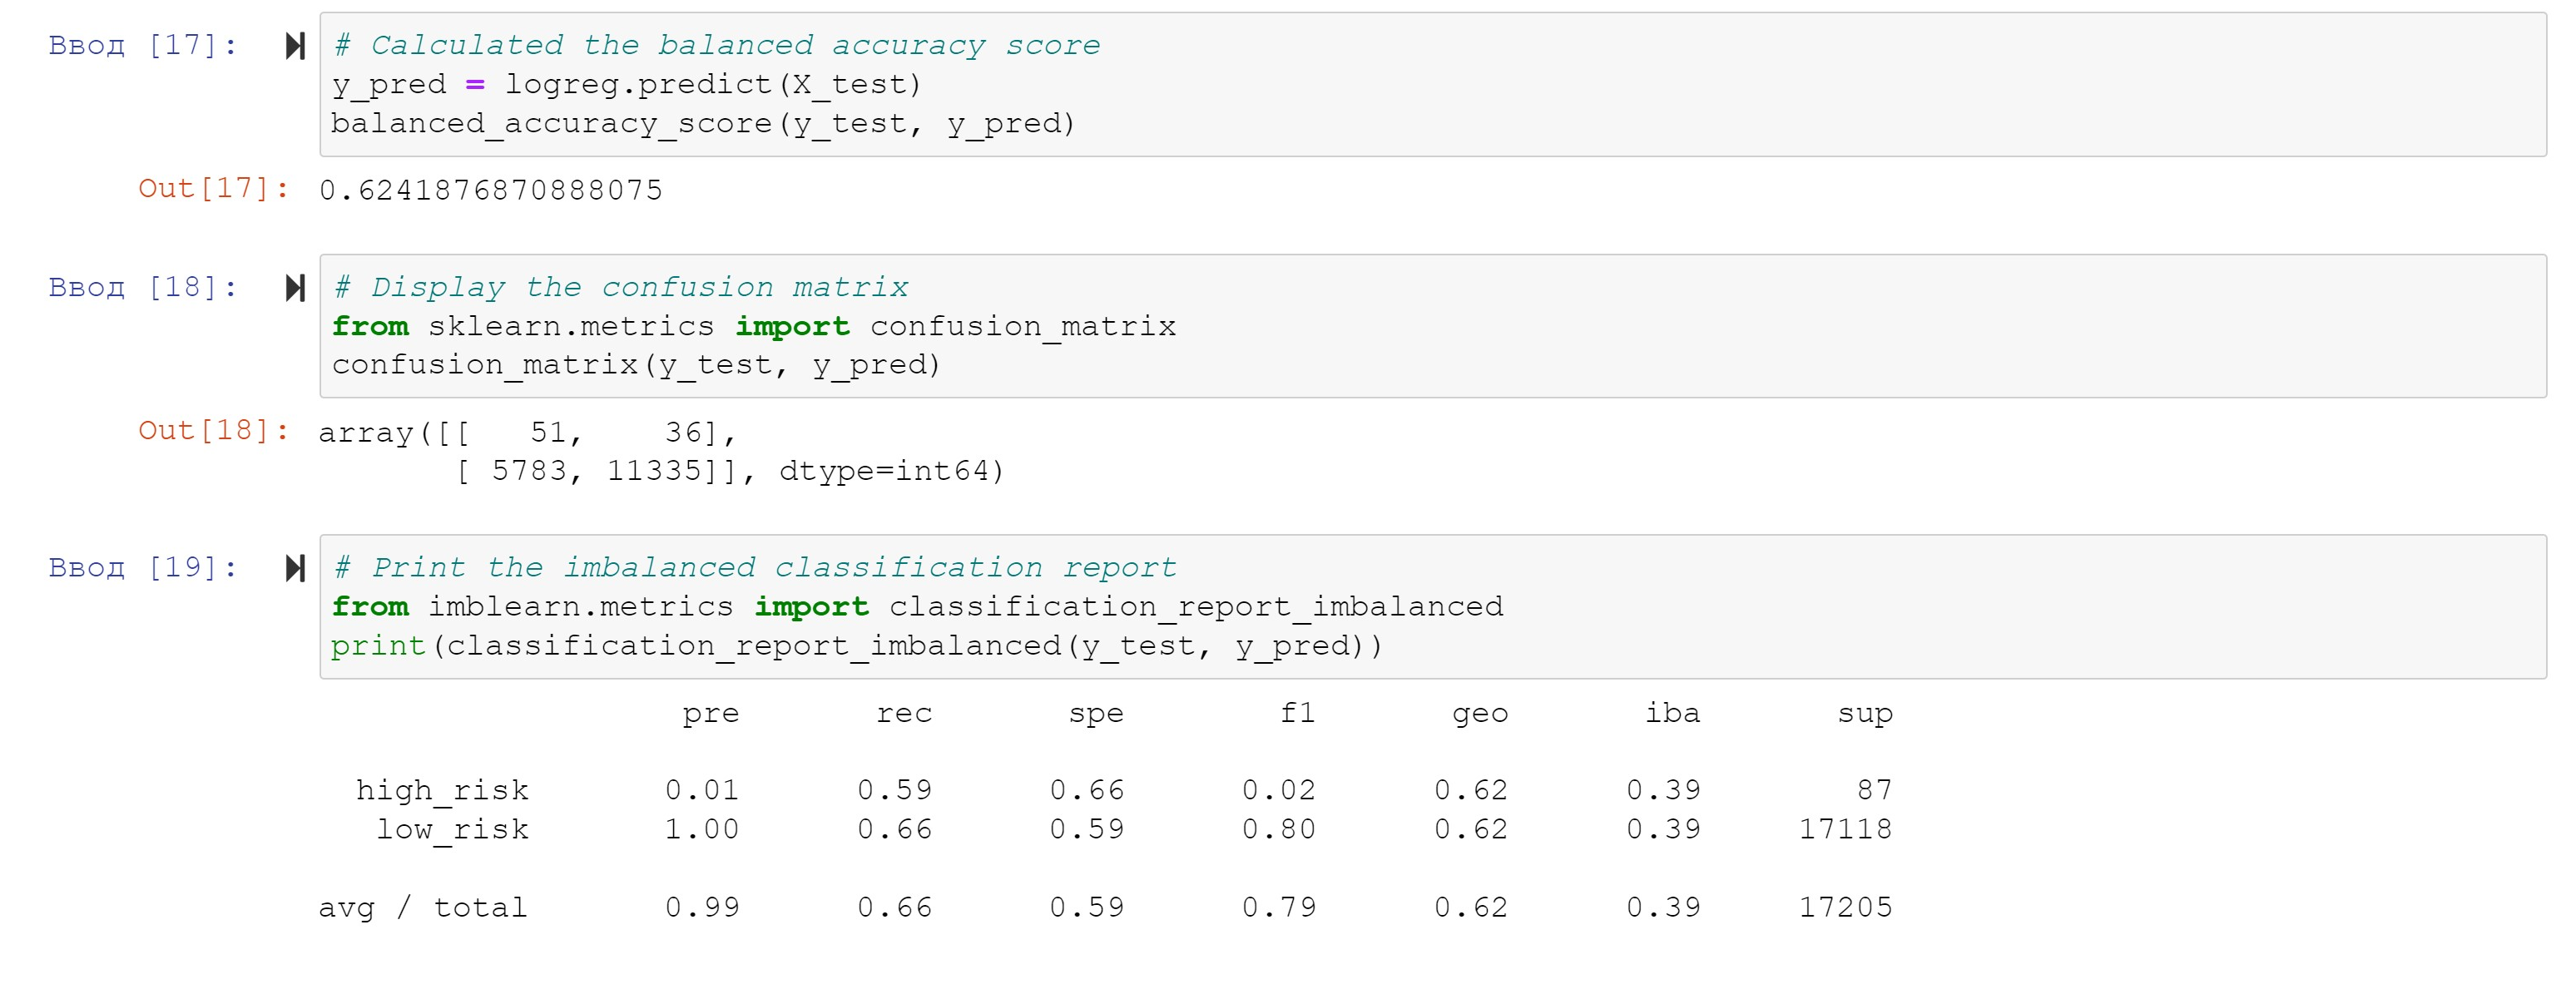 Ввод [17]: # Calculated the balanced accuracy score
y_pred = logreg.predict(X_test)
balanced_accuracy_score(y_test, y_pred)
Out[17]: 0.6241876870888075
Ввод [18]: # Display the confusion matrix
from sklearn.metrics import confusion_matrix
confusion_matrix(y_test, y_pred)
Out[18]: array([[   51,    36],
       [ 5783, 11335]], dtype=int64)
Ввод [19]: # Print the imbalanced classification report
from imblearn.metrics import classification_report_imbalanced
print(classification_report_imbalanced(y_test, y_pred))
pre rec spe f1 geo iba sup
high_risk 0.01 0.59 0.66 0.02 0.62 0.39 87
low_risk 1.00 0.66 0.59 0.80 0.62 0.39 17118
avg / total 0.99 0.66 0.59 0.79 0.62 0.39 17205